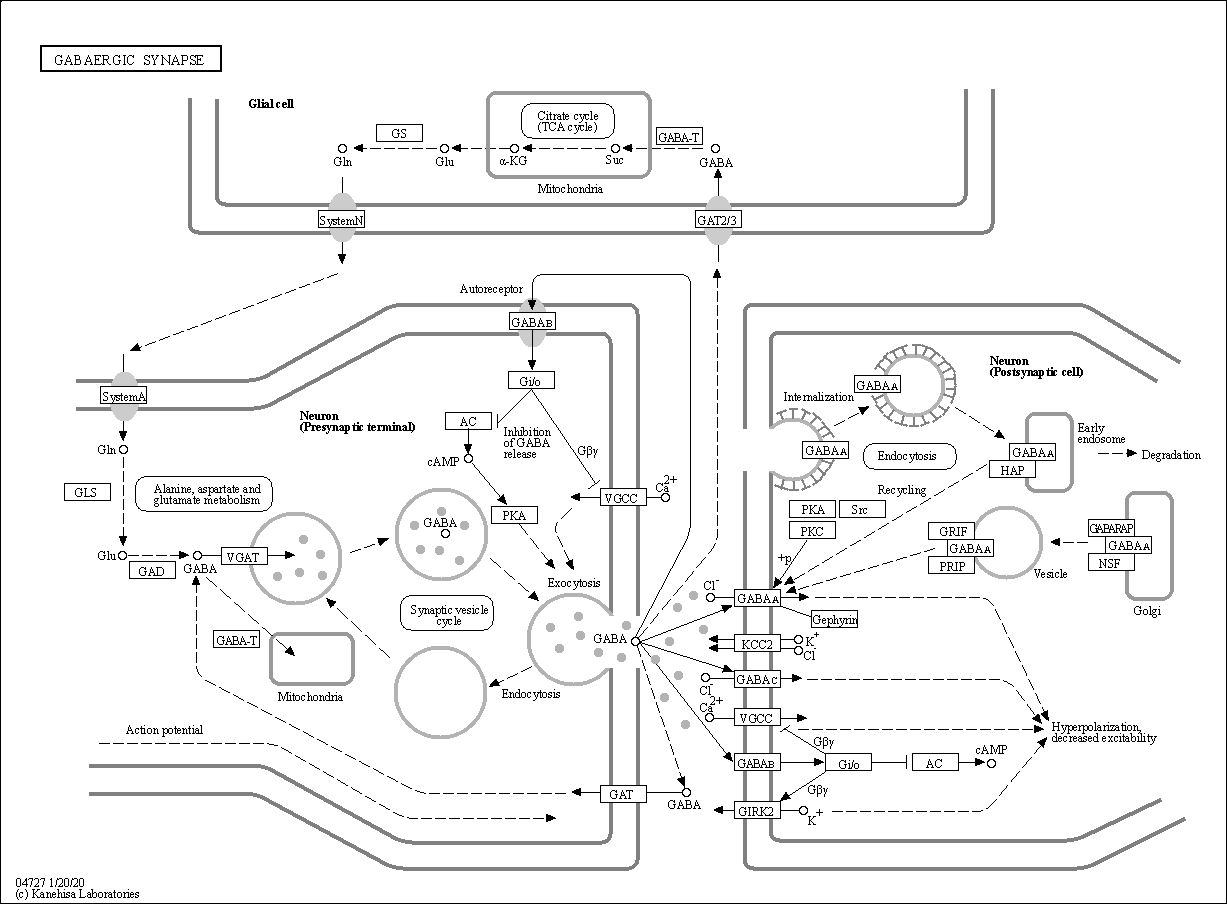 GABAERGIC SYNAPSE
Glial cell
Citrate cycle
(TCA cycle)
GS
GABA-T
Gln
Glu
α-KG
Suc
GABA
Mitochondria
SystemN
GAT2/3
Autoreceptor
GABAB
Gi/o
AC
Inhibition
of GABA
release
cAMP
Gβγ
PKA
VGCC
Ca2+
Neuron
(Presynaptic terminal)
SystemA
Gln
GLS
Alanine, aspartate and
glutamate metabolism
Glu
GAD
GABA
VGAT
GABA
Exocytosis
Synaptic vesicle
cycle
GABA
GABA-T
Mitochondria
Endocytosis
Action potential
GAT
GABA
Neuron
(Postsynaptic cell)
GABAA
Internalization
GABAA
Endocytosis
GABAA
HAP
Early
endosome
Degradation
Recycling
PKA
Src
PKC
+p
GRIF
GABAA
PRIP
Vesicle
GABARAP
GABAA
NSF
Golgi
Cl-
GABAA
Gephyrin
KCC2
K+
Cl-
Cl-
GABAC
Ca2+
VGCC
Gβγ
GABAB
Gi/o
AC
cAMP
Gβγ
GIRK2
K+
Hyperpolarization,
decreased excitability
04727 1/20/20
(c) Kanehisa Laboratories